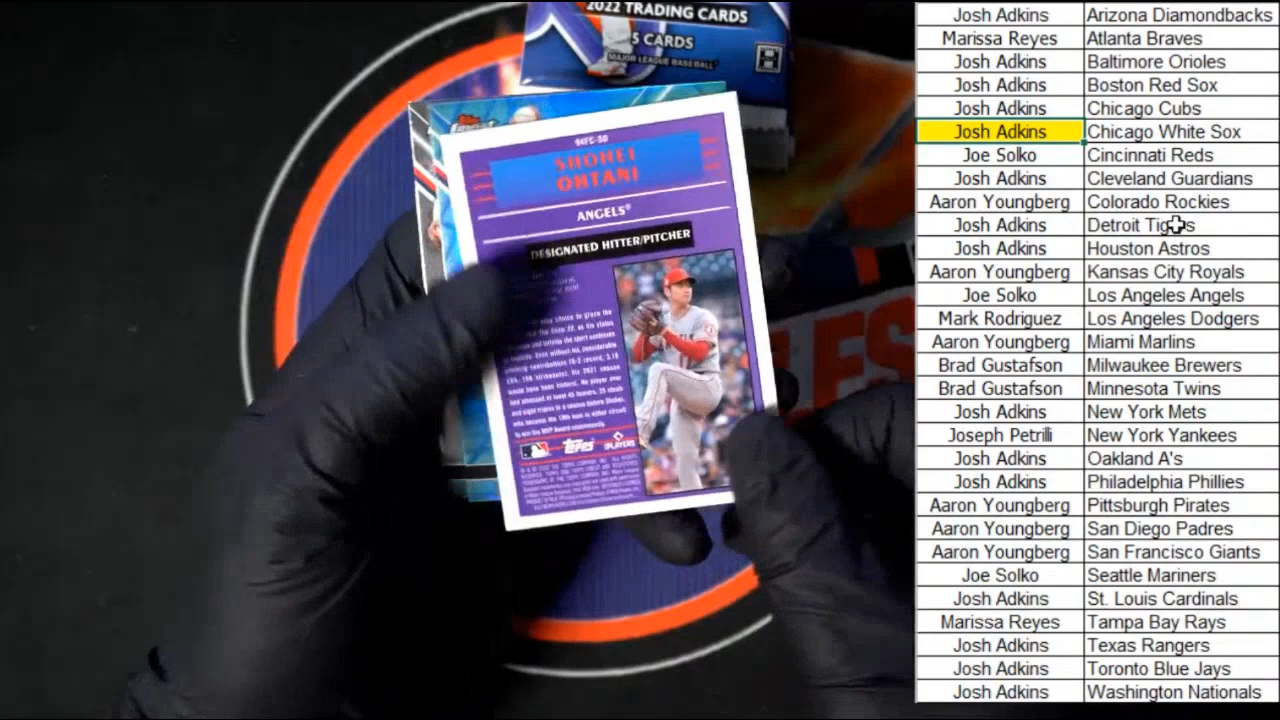 2022 TRADING CARDS
5 CARDS
MAJOR LEAGUE BASEBALL
SHOHEI
OHTANI
ANGELS®
DESIGNATED HITTER/PITCHER
topps
PLAYERS
Josh Adkins Arizona Diamondbacks
Marissa Reyes Atlanta Braves
Josh Adkins Baltimore Orioles
Josh Adkins Boston Red Sox
Josh Adkins Chicago Cubs
Josh Adkins Chicago White Sox
Joe Solko Cincinnati Reds
Josh Adkins Cleveland Guardians
Aaron Youngberg Colorado Rockies
Josh Adkins Detroit Tigers
Josh Adkins Houston Astros
Aaron Youngberg Kansas City Royals
Joe Solko Los Angeles Angels
Mark Rodriguez Los Angeles Dodgers
Aaron Youngberg Miami Marlins
Brad Gustafson Milwaukee Brewers
Brad Gustafson Minnesota Twins
Josh Adkins New York Mets
Joseph Petrilli New York Yankees
Josh Adkins Oakland A's
Josh Adkins Philadelphia Phillies
Aaron Youngberg Pittsburgh Pirates
Aaron Youngberg San Diego Padres
Aaron Youngberg San Francisco Giants
Joe Solko Seattle Mariners
Josh Adkins St. Louis Cardinals
Marissa Reyes Tampa Bay Rays
Josh Adkins Texas Rangers
Josh Adkins Toronto Blue Jays
Josh Adkins Washington Nationals